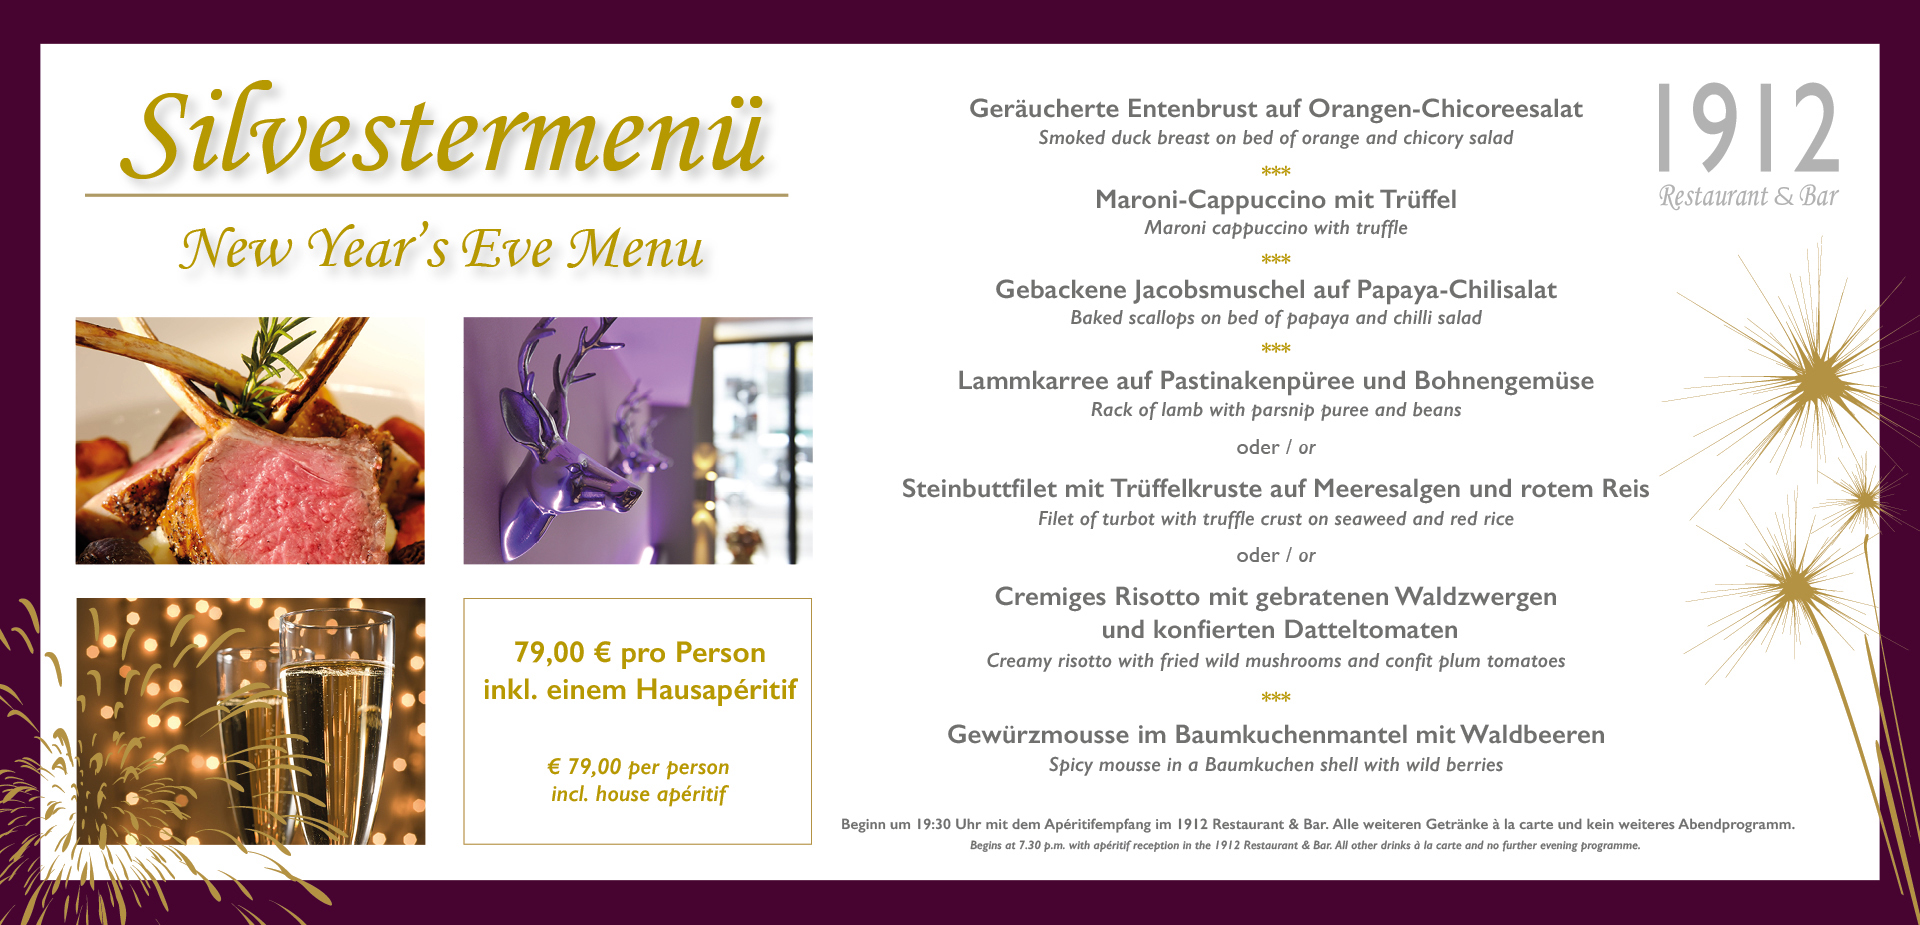 Silvestermenü
New Year's Eve Menu
79,00 € pro Person
inkl. einem Hausapéritif
€ 79,00 per person
incl. house apéritif
1912
Restaurant & Bar
Geräucherte Entenbrust auf Orangen-Chicoreesalat
Smoked duck breast on bed of orange and chicory salad
***
Maroni-Cappuccino mit Trüffel
Maroni cappuccino with truffle
***
Gebackene Jacobsmuschel auf Papaya-Chilisalat
Baked scallops on bed of papaya and chilli salad
***
Lammkarree auf Pastinakenpüree und Bohnengemüse
Rack of lamb with parsnip puree and beans
oder / or
Steinbuttfilet mit Trüffelkruste auf Meeresalgen und rotem Reis
Filet of turbot with truffle crust on seaweed and red rice
oder / or
Cremiges Risotto mit gebratenen Waldzwergen
und konfierten Datteltomaten
Creamy risotto with fried wild mushrooms and confit plum tomatoes
***
Gewürzmousse im Baumkuchenmantel mit Waldbeeren
Spicy mousse in a Baumkuchen shell with wild berries
Beginn um 19:30 Uhr mit dem Apéritifempfang im 1912 Restaurant & Bar. Alle weiteren Getränke à la carte und kein weiteres Abendprogramm.
Begins at 7.30 p.m. with apéritif reception in the 1912 Restaurant & Bar. All other drinks à la carte and no further evening programme.